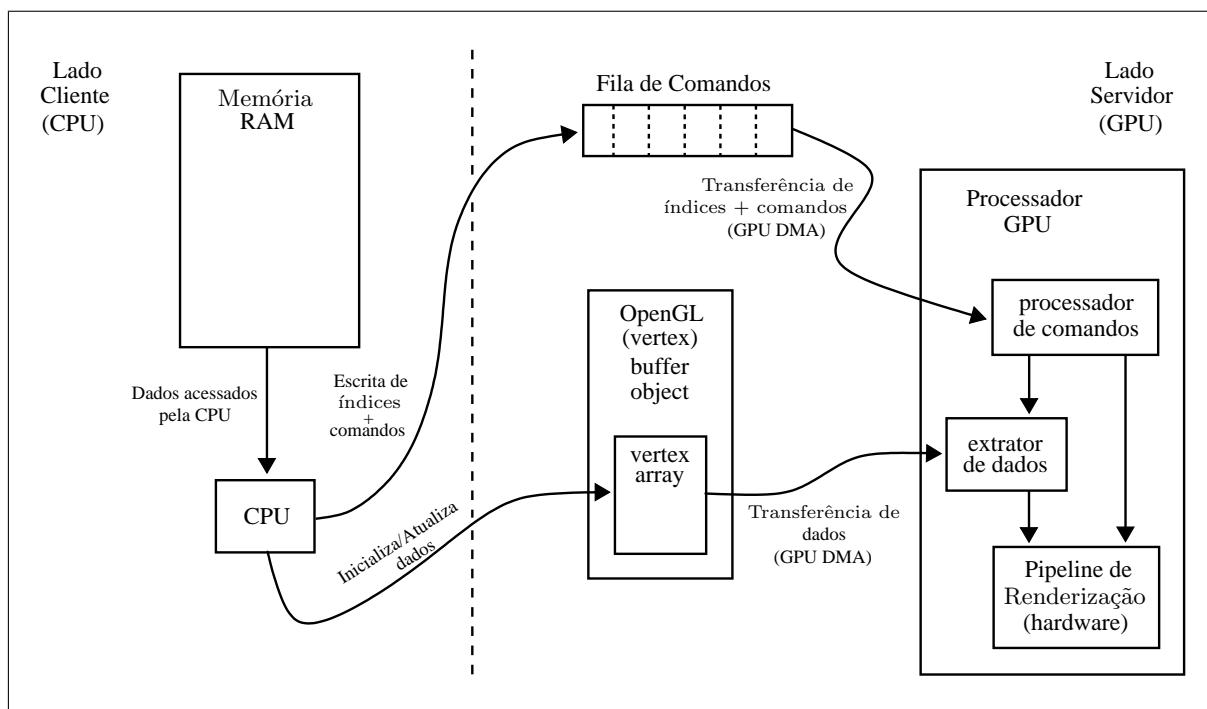 Lado
Cliente
(CPU)
Memória
RAM
Fila de Comandos
Lado
Servidor
(GPU)
Transferência de
índices + comandos
(GPU DMA)
Processador
GPU
processador
de comandos
OpenGL
(vertex)
buffer
object
Dados acessados
pela CPU
Escrita de
índices
+
comandos
extrator
de dados
vertex
array
CPU
Inicializa/Atualiza
dados
Transferência de
dados
(GPU DMA)
Pipeline de
Renderização
(hardware)